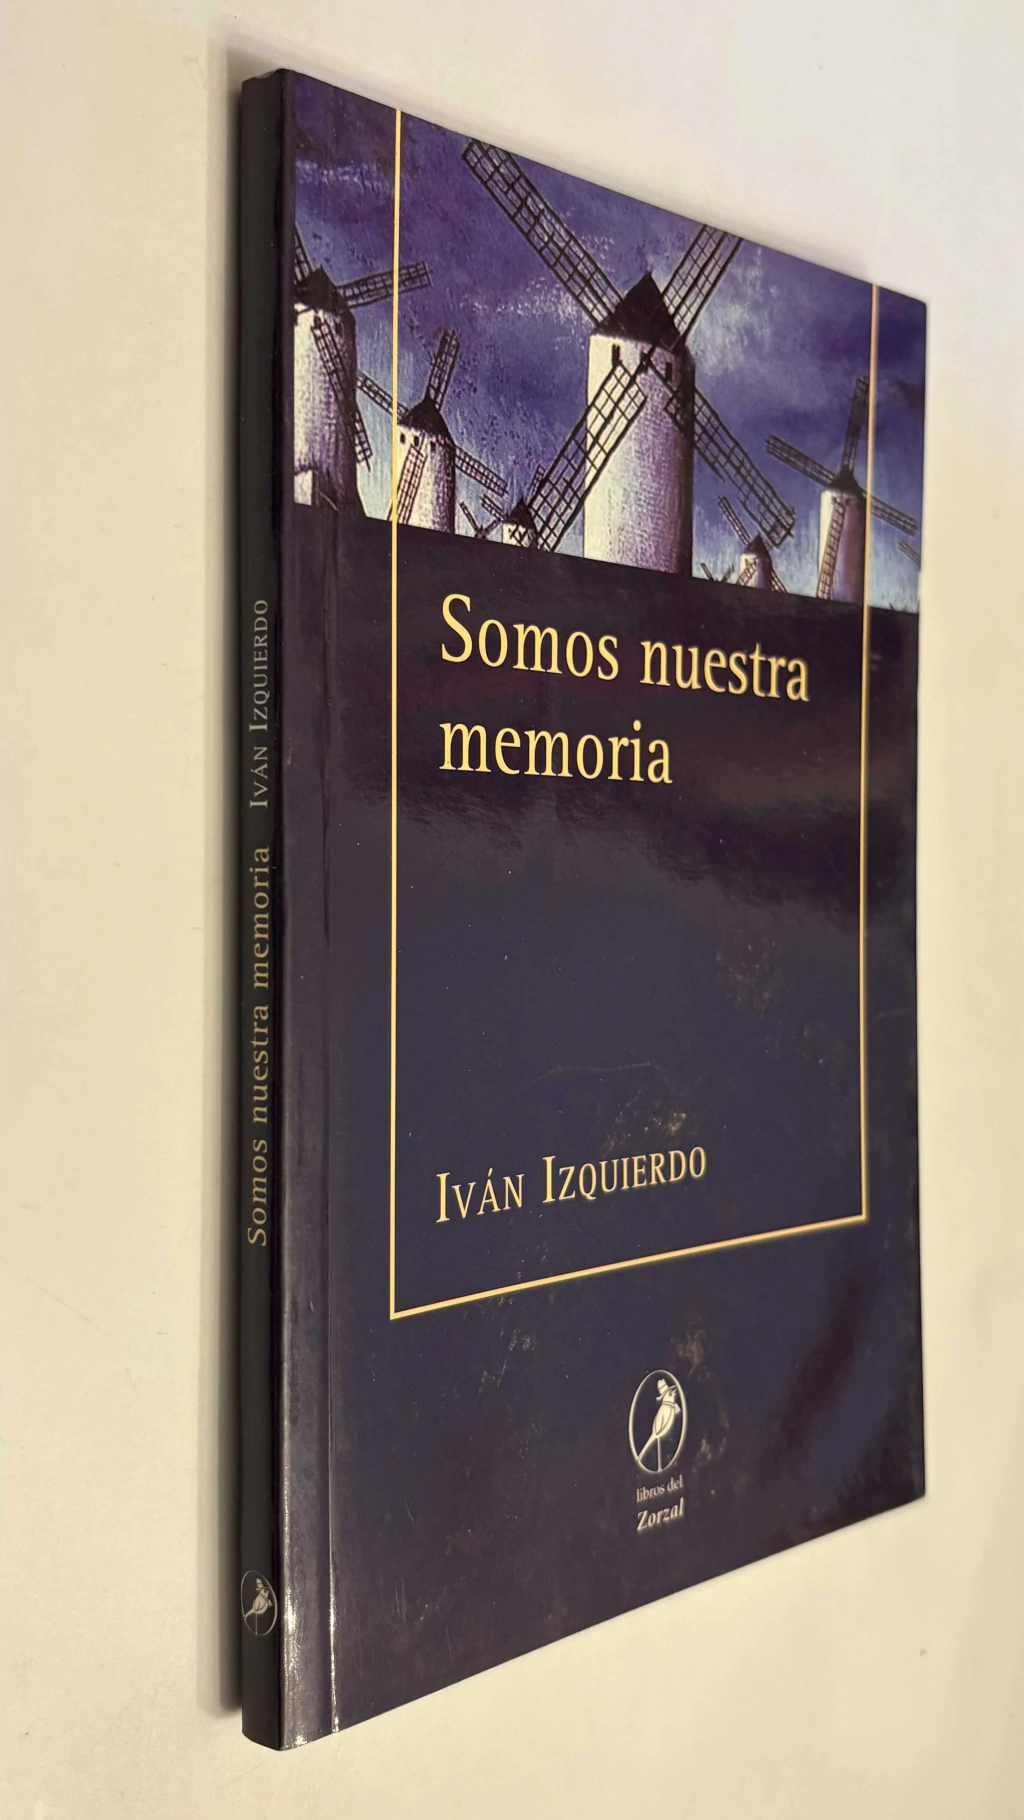 Somos nuestra
memoria
IVÁN IZQUIERDO
libros del
Zorzal
Somos nuestra memoria IVÁN IZQUIERDO